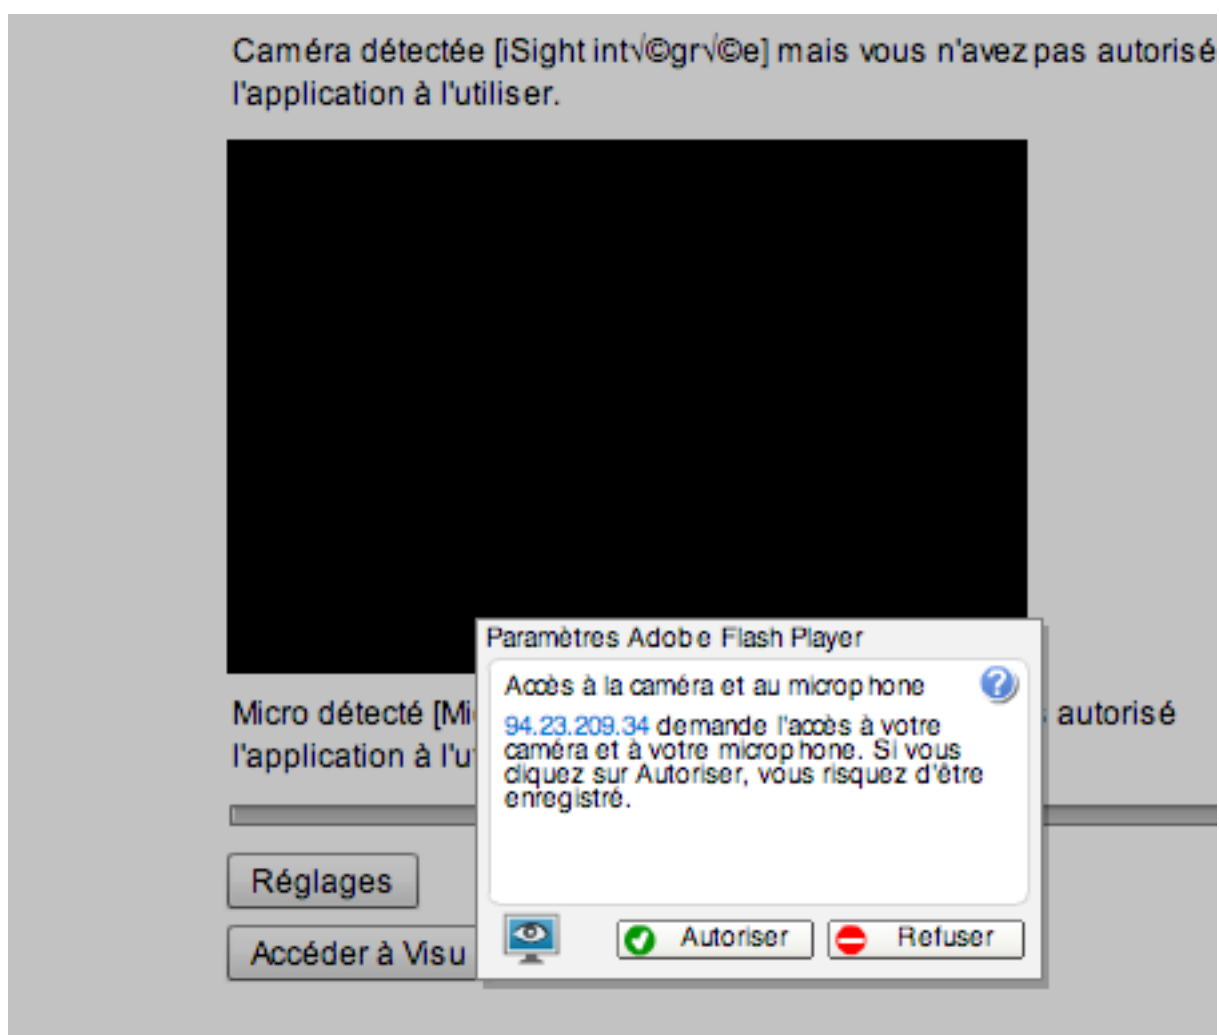 Caméra détectée [iSight int√©gr√©e] mais vous n'avez pas autorisé
l'application à l'utiliser.
Paramètres Adobe Flash Player
Accès à la caméra et au microphone
94.23.209.34 demande l'accès à votre
caméra et à votre microphone. Si vous
cliquez sur Autoriser, vous risquez d'être
enregistré.
Autoriser
Refuser
Micro détecté autorisé
l'application à
Réglages
Accéder à Visu